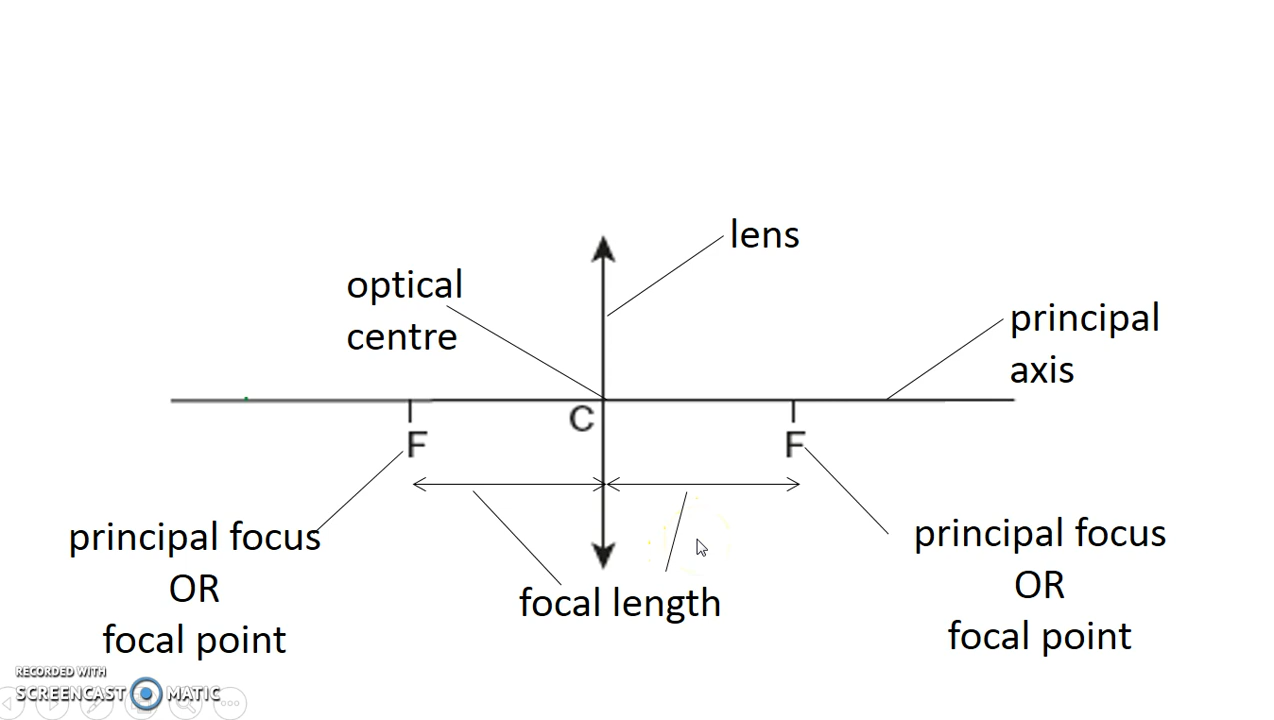 lens
optical
centre
principal
axis
C
F
F
principal focus
OR
focal point
focal length
principal focus
OR
focal point
RECORDED WITH
SCREENCAST MATIC